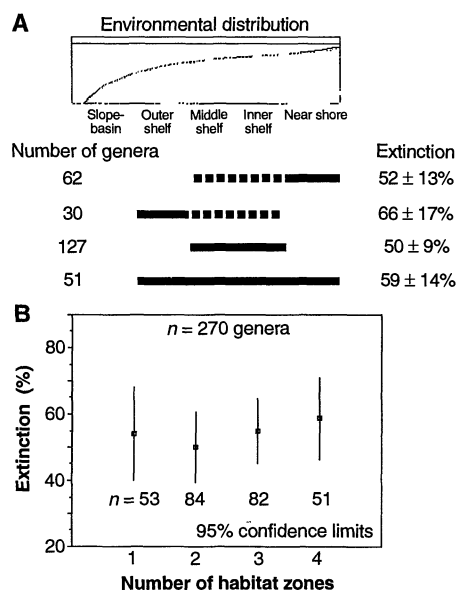 A
Environmental distribution
Slope-basin Outer shelf Middle shelf Inner shelf Near shore
Number of genera Extinction
62 52 ± 13%
30 66 ± 17%
127 50 ± 9%
51 59 ± 14%
B
n = 270 genera
Extinction (%)
80
60
40
20
n = 53 84 82 51
95% confidence limits
1 2 3 4
Number of habitat zones